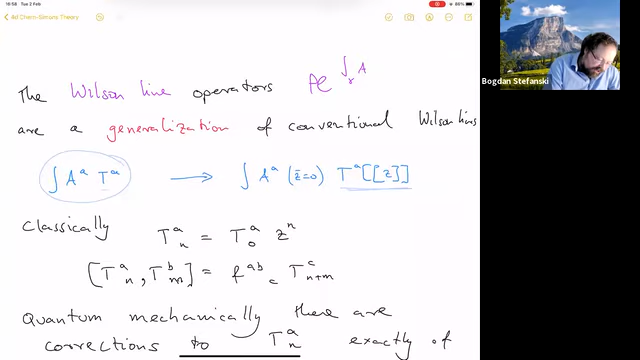 16:58 Tue 2 Feb
86%
4d Chern-Simons Theory
Bogdan Stefanski
The Wilson line operators Pe^{∫_γ A}
are a generalization of conventional Wilson lines
∫ A^a T^a ⟶ ∫ A^a (z̄=0) T^a[[z]]
Classically T^a_n = T^a_0 z^n
[T^a_n, T^b_m] = f^{ab}_c T^c_{n+m}
Quantum mechanically there are
corrections to T^a_n exactly of